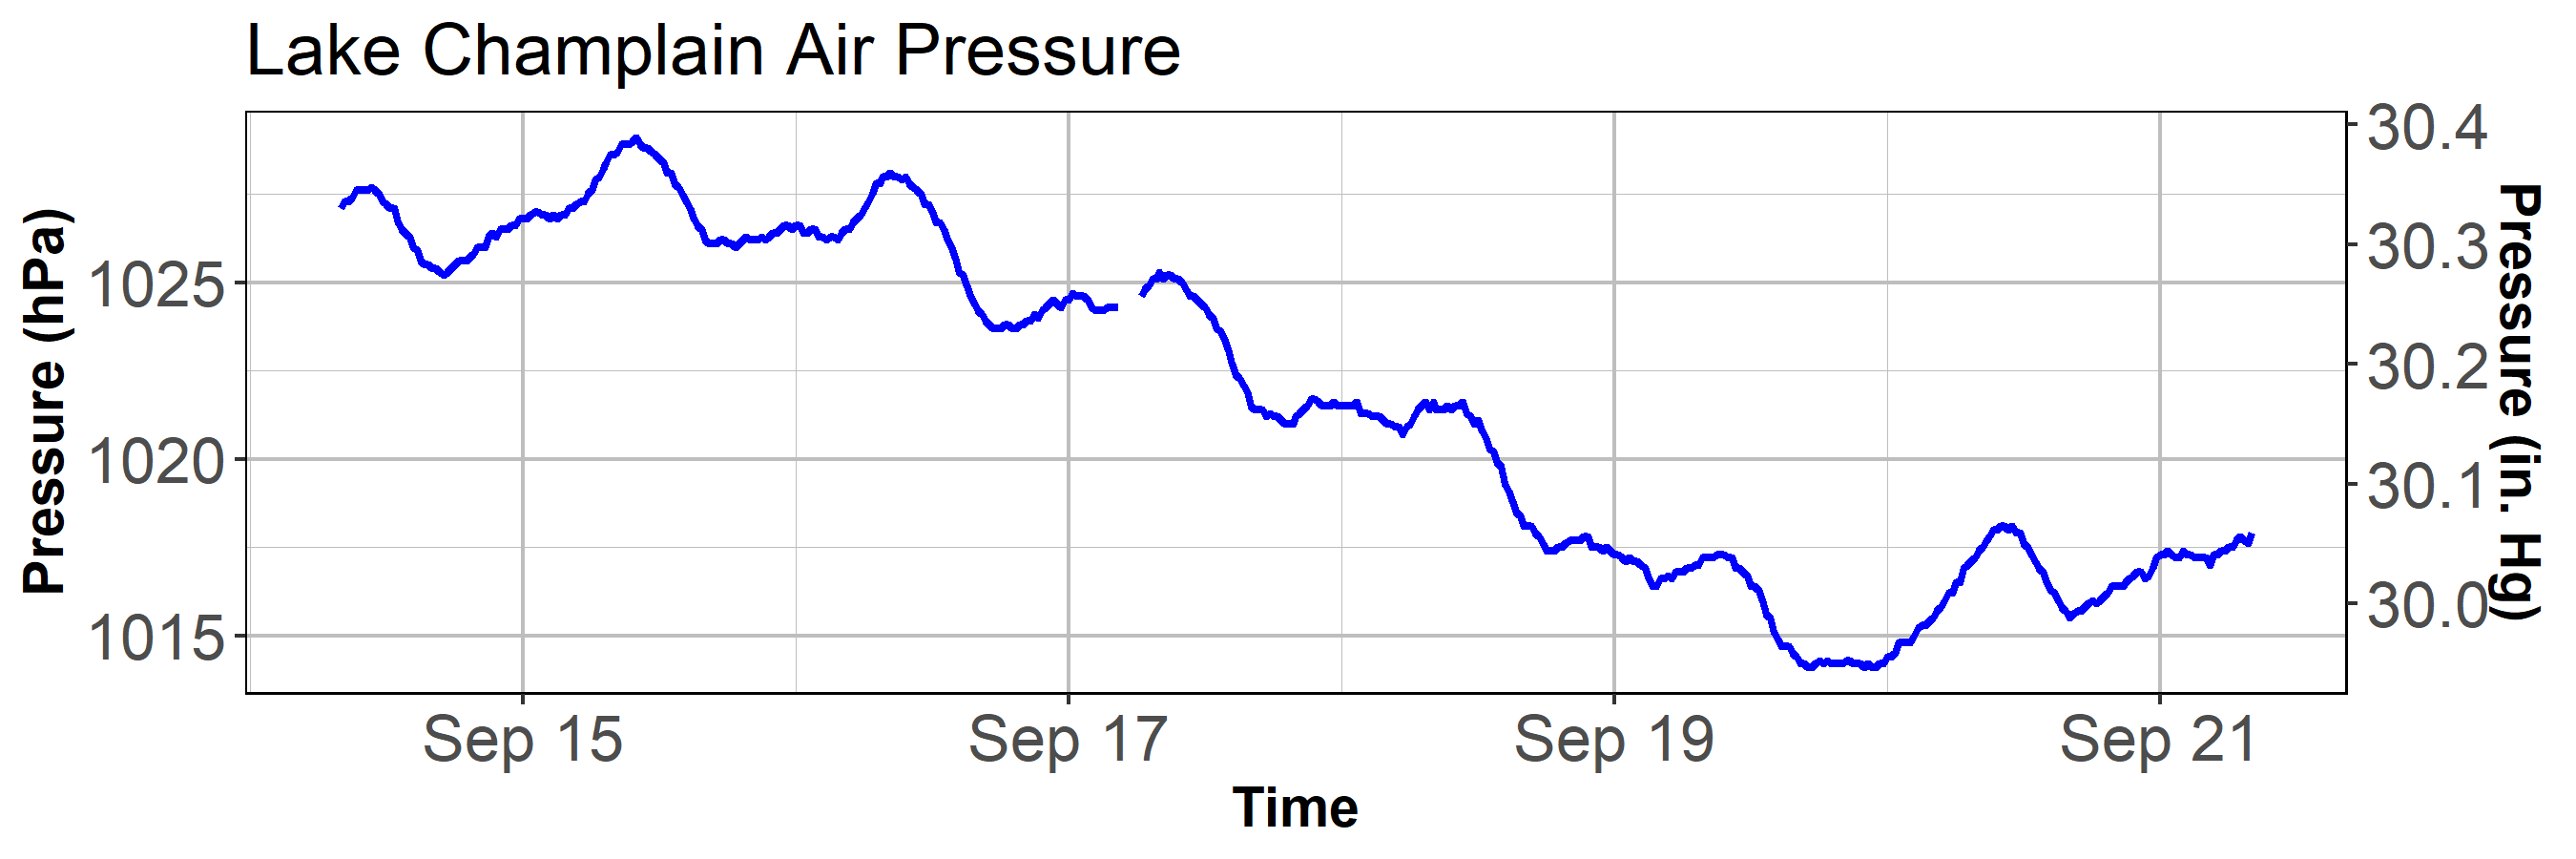 Lake Champlain Air Pressure
Pressure (hPa)
1025
1020
1015
30.4
30.3
30.2
30.1
30.0
Pressure (in. Hg)
Sep 15
Sep 17
Sep 19
Sep 21
Time